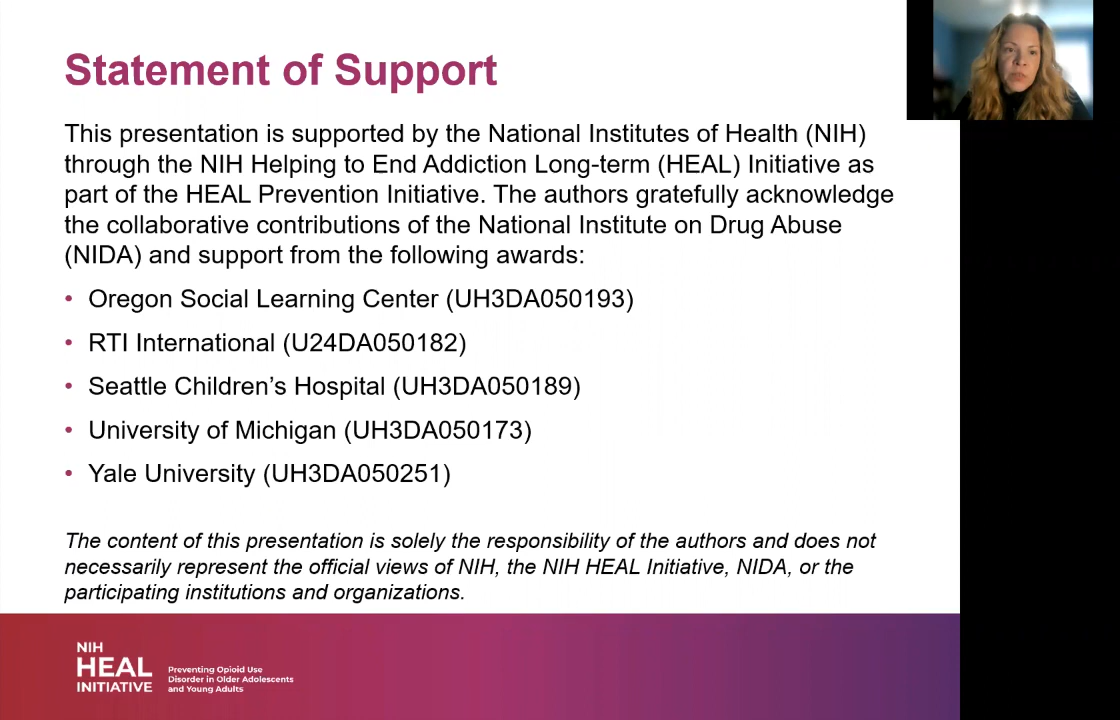 Statement of Support
This presentation is supported by the National Institutes of Health (NIH)
through the NIH Helping to End Addiction Long-term (HEAL) Initiative as
part of the HEAL Prevention Initiative. The authors gratefully acknowledge
the collaborative contributions of the National Institute on Drug Abuse
(NIDA) and support from the following awards:
• Oregon Social Learning Center (UH3DA050193)
• RTI International (U24DA050182)
• Seattle Children’s Hospital (UH3DA050189)
• University of Michigan (UH3DA050173)
• Yale University (UH3DA050251)
The content of this presentation is solely the responsibility of the authors and does not
necessarily represent the official views of NIH, the NIH HEAL Initiative, NIDA, or the
participating institutions and organizations.
NIH
HEAL
INITIATIVE
Preventing Opioid Use
Disorder in Older Adolescents
and Young Adults